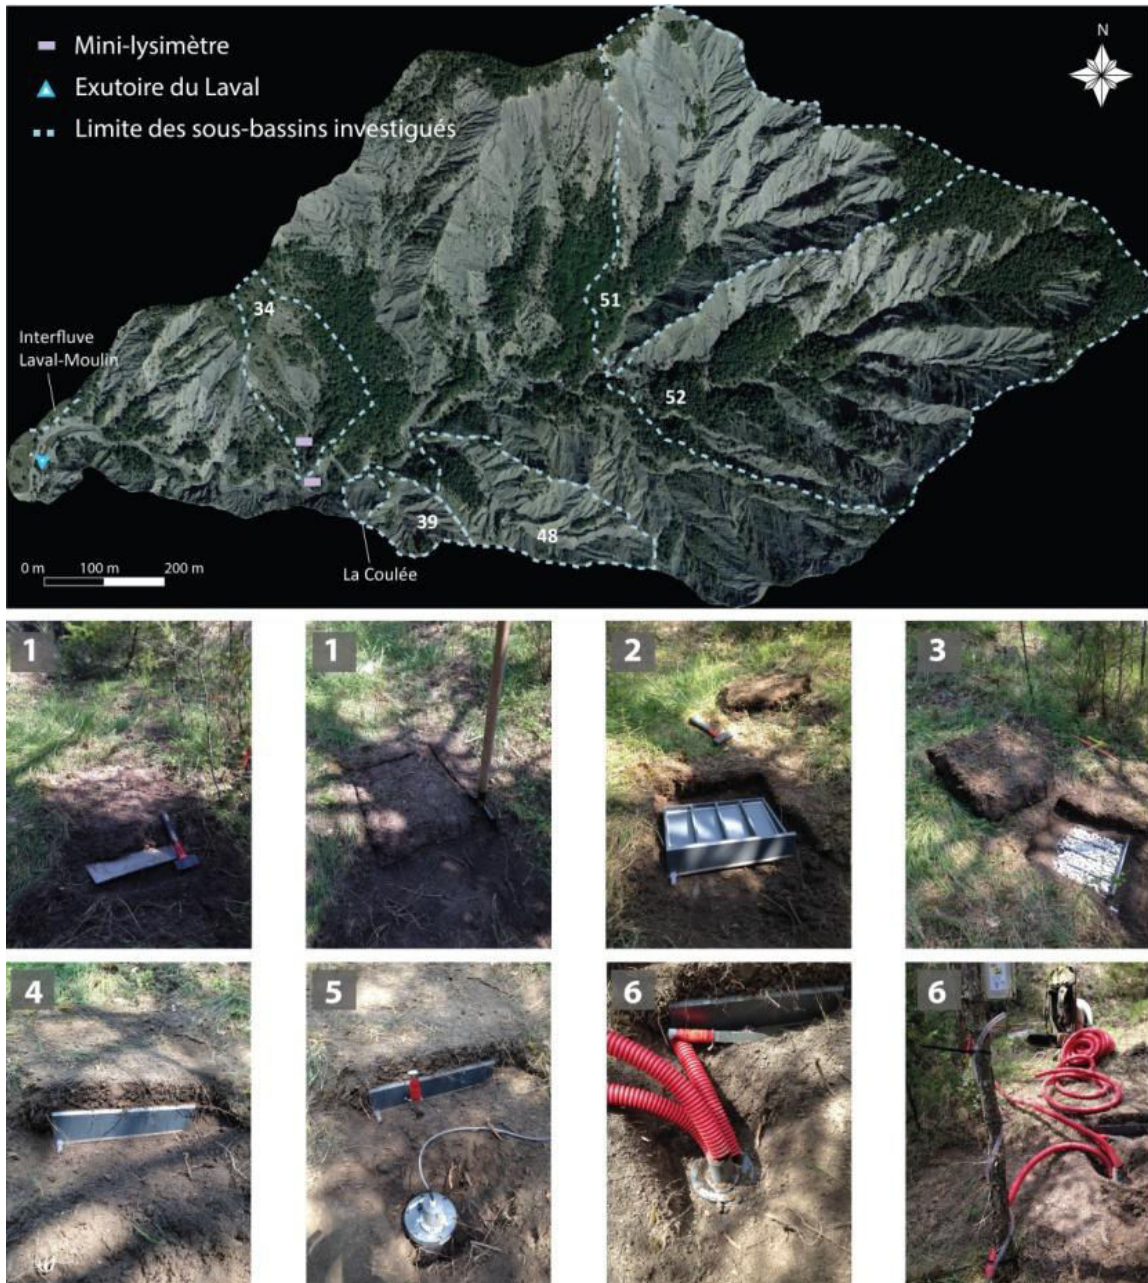 Mini-lysimètre
Exutoire du Laval
Limite des sous-bassins investigués
N
34
51
Interfluve
Laval-Moulin
52
39
48
La Coulée
0 m
100 m
200 m
1
1
2
3
4
5
6
6